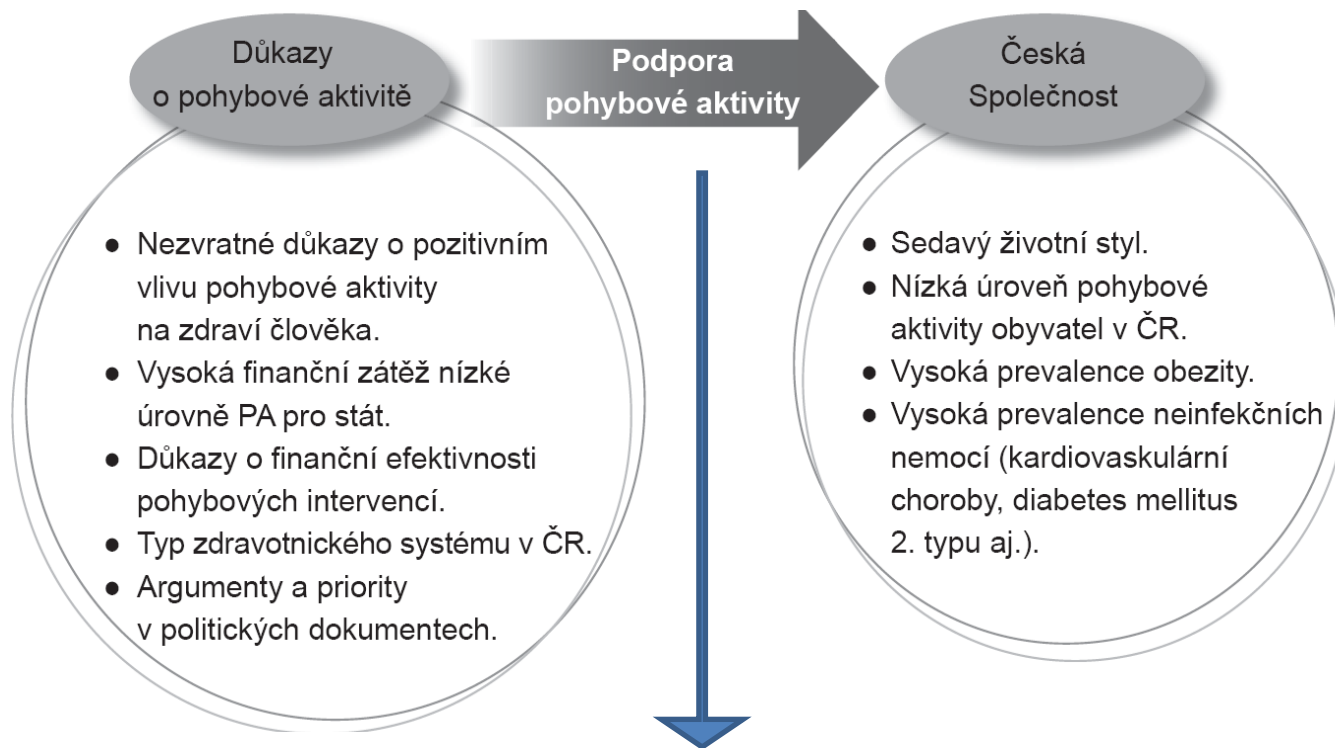 Důkazy
o pohybové aktivitě
Podpora
pohybové aktivity
Česká
Společnost
● Nezvratné důkazy o pozitivním
vlivu pohybové aktivity
na zdraví člověka.
● Vysoká finanční zátěž nízké
úrovně PA pro stát.
● Důkazy o finanční efektivnosti
pohybových intervencí.
● Typ zdravotnického systému v ČR.
● Argumenty a priority
v politických dokumentech.
● Sedavý životní styl.
● Nízká úroveň pohybové
aktivity obyvatel v ČR.
● Vysoká prevalence obezity.
● Vysoká prevalence neinfekčních
nemocí (kardiovaskulární
choroby, diabetes mellitus
2. typu aj.).